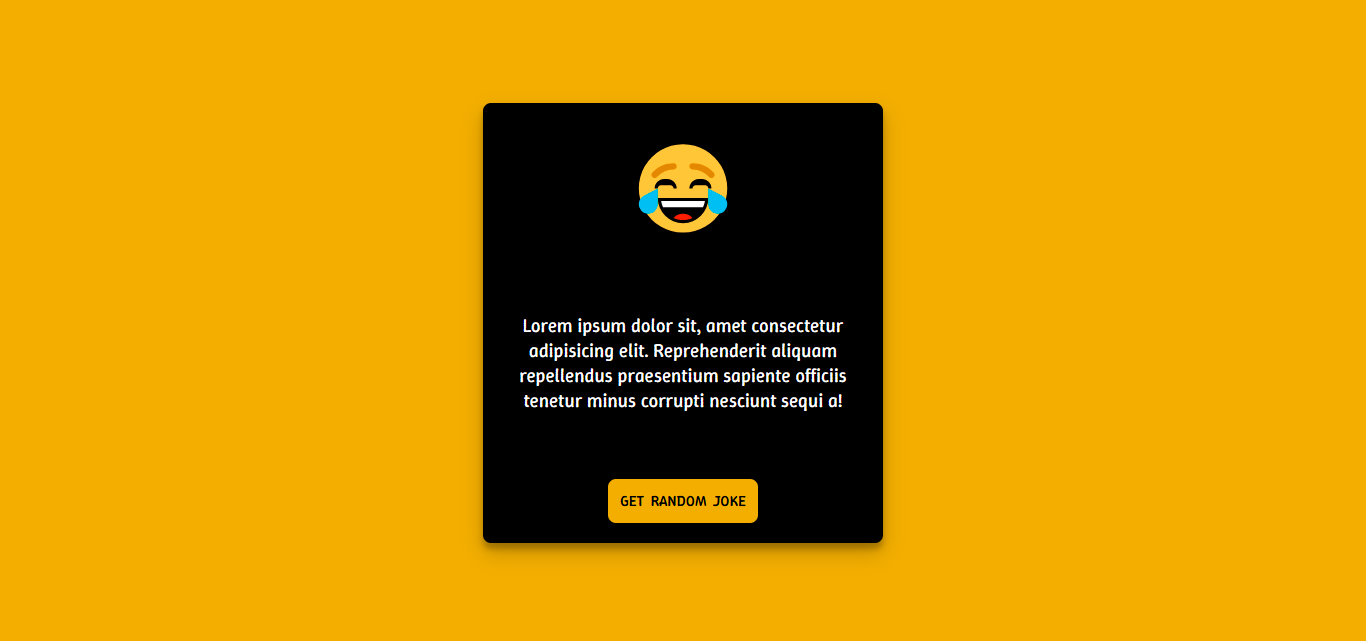 Lorem ipsum dolor sit, amet consectetur
adipisicing elit. Reprehenderit aliquam
repellendus praesentium sapiente officiis
tenetur minus corrupti nesciunt sequi a!
GET RANDOM JOKE